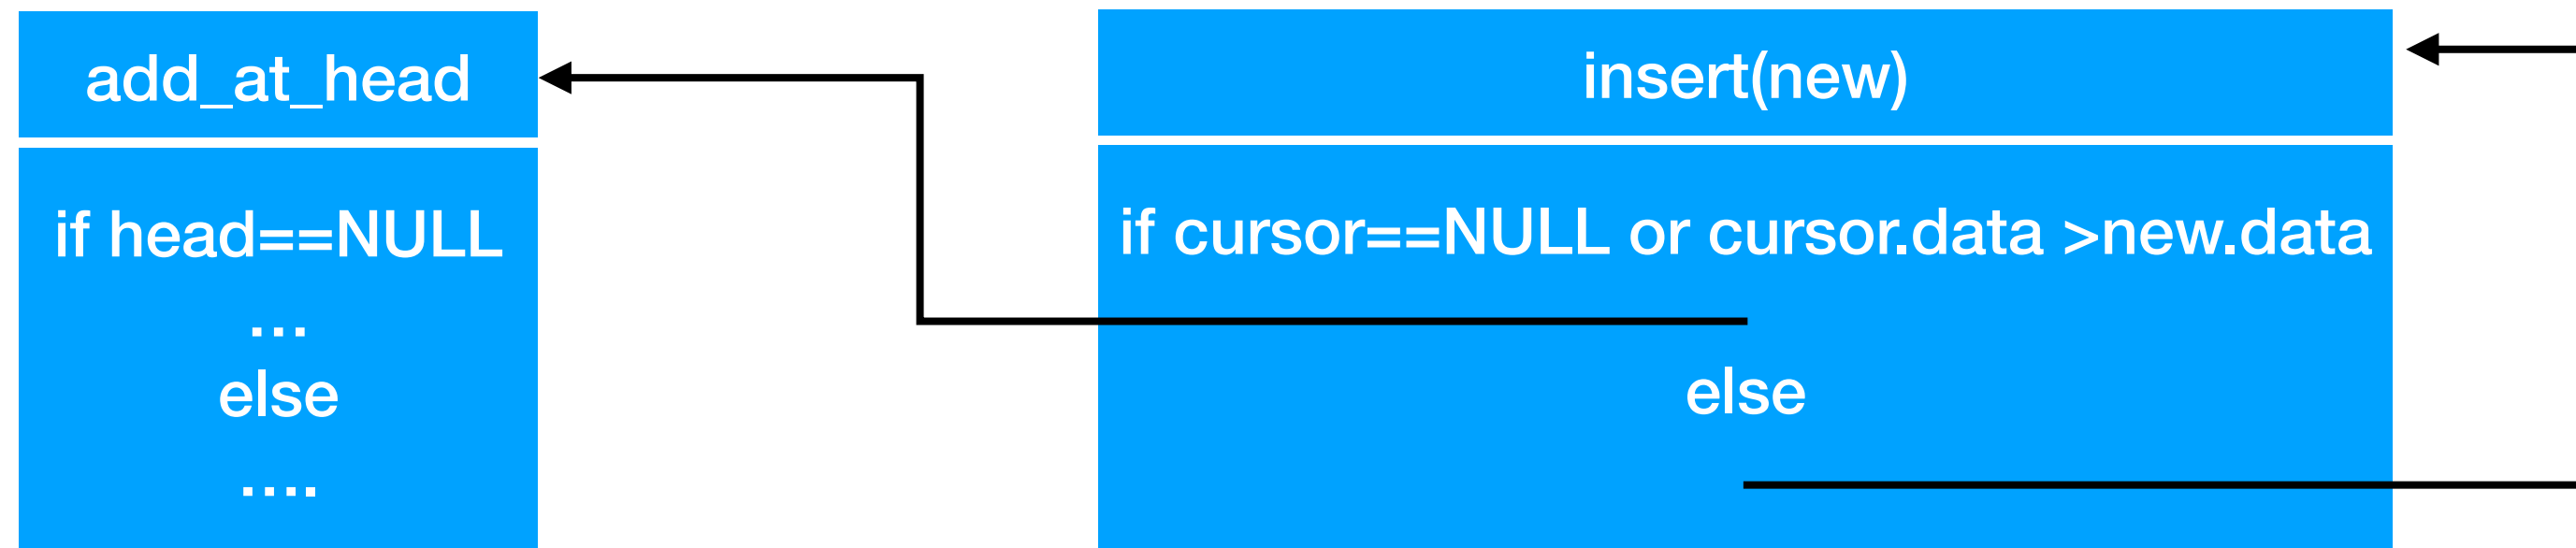 add_at_head
if head==NULL
...
else
....
insert(new)
if cursor==NULL or cursor.data >new.data
else